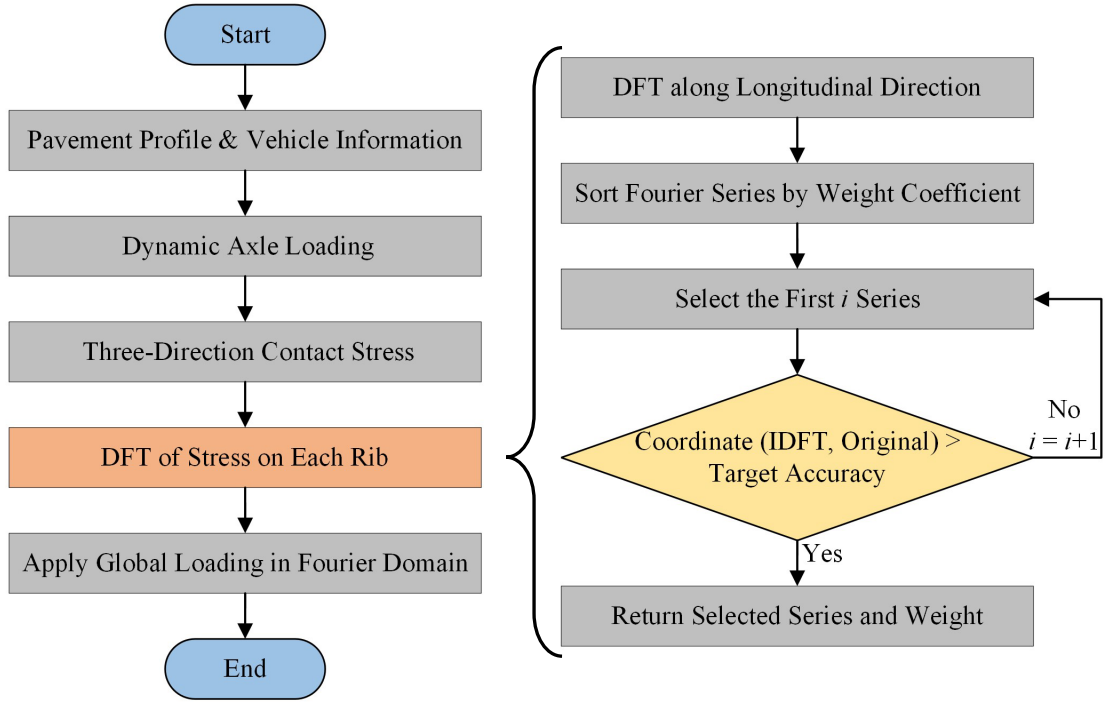 Start
Pavement Profile & Vehicle Information
Dynamic Axle Loading
Three-Direction Contact Stress
DFT of Stress on Each Rib
Apply Global Loading in Fourier Domain
End
DFT along Longitudinal Direction
Sort Fourier Series by Weight Coefficient
Select the First i Series
Coordinate (IDFT, Original) >
Target Accuracy
No
i = i+1
Yes
Return Selected Series and Weight